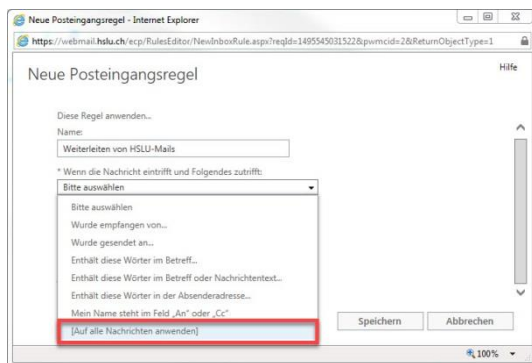 Neue Posteingangsregel - Internet Explorer
https://webmail.hslu.ch/ecp/RulesEditor/NewInboxRule.aspx?reqId=1495545031522&pwmcid=2&ReturnObjectType=1
Hilfe
Neue Posteingangsregel
Diese Regel anwenden...
Name:
Weiterleiten von HSLU-Mails
* Wenn die Nachricht eintrifft und Folgendes zutrifft:
Bitte auswählen
Bitte auswählen
Wurde empfangen von...
Wurde gesendet an...
Enthält diese Wörter im Betreff...
Enthält diese Wörter im Betreff oder Nachrichtentext...
Enthält diese Wörter in der Absenderadresse...
Mein Name steht im Feld „An“ oder „Cc“
[Auf alle Nachrichten anwenden]
Speichern Abbrechen
100%